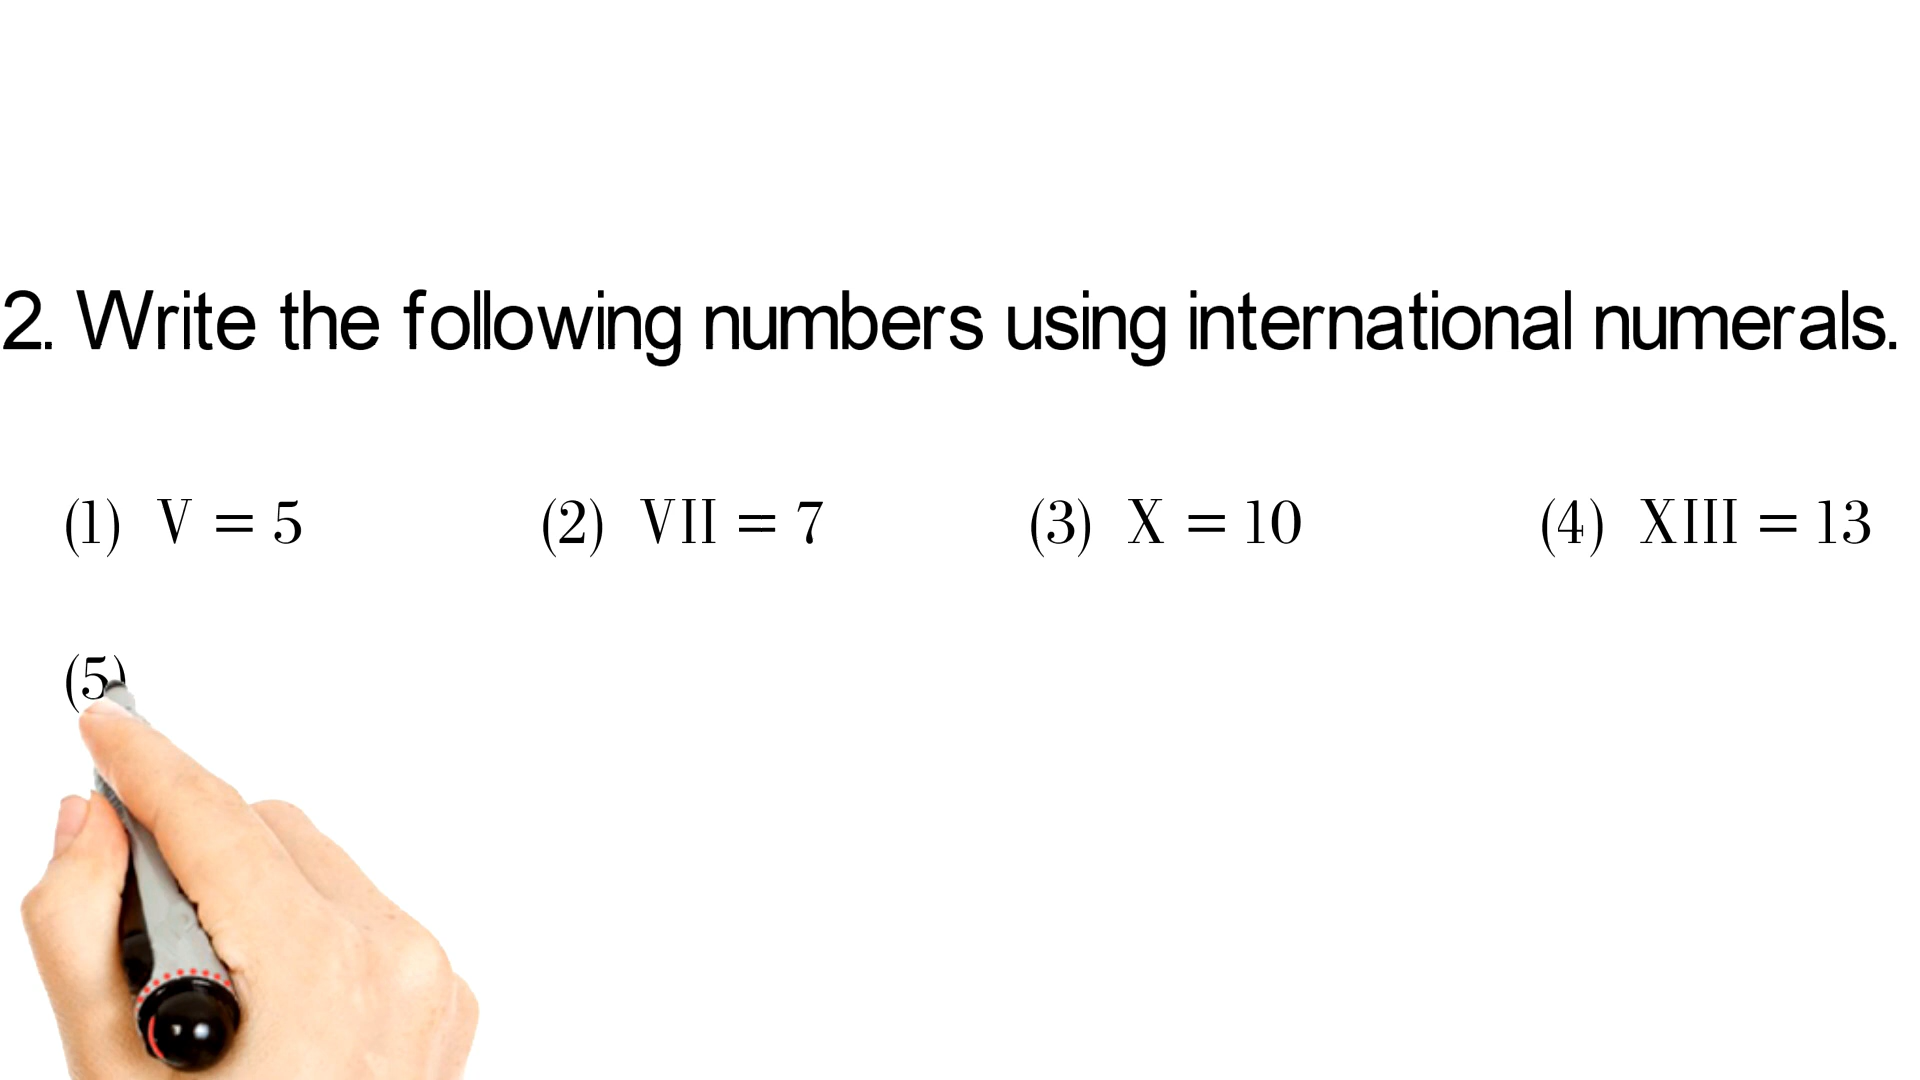 2. Write the following numbers using international numerals.
(1) V = 5 (2) VII = 7 (3) X = 10 (4) XIII = 13
(5)